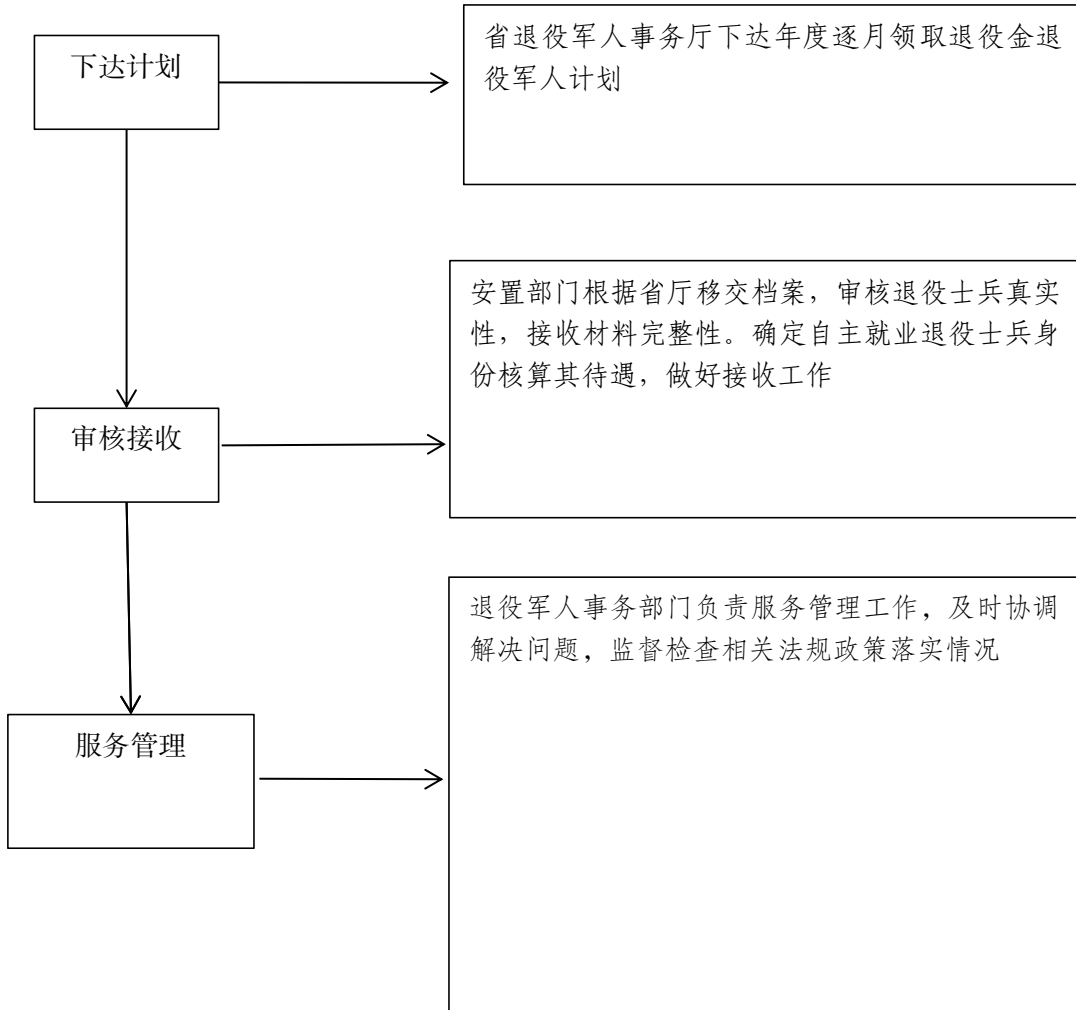 下达计划
省退役军人事务厅下达年度逐月领取退役金退
役军人计划
安置部门根据省厅移交档案，审核退役士兵真实
性，接收材料完整性。确定自主就业退役士兵身
份核算其待遇，做好接收工作
审核接收
退役军人事务部门负责服务管理工作，及时协调
解决问题，监督检查相关法规政策落实情况
服务管理